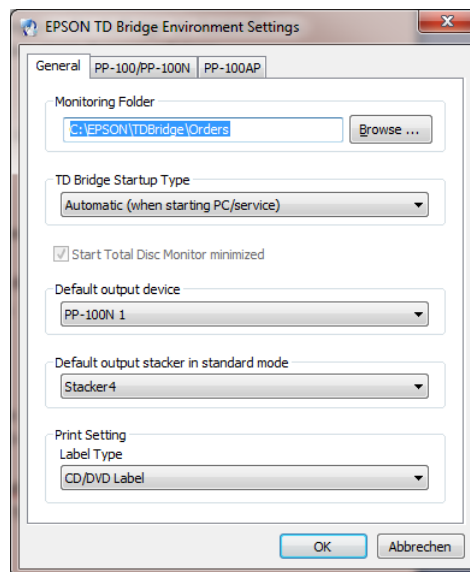 EPSON TD Bridge Environment Settings
General PP-100/PP-100N PP-100AP
Monitoring Folder
C:\EPSON\TDBridge\Orders Browse ...
TD Bridge Startup Type
Automatic (when starting PC/service)
Start Total Disc Monitor minimized
Default output device
PP-100N 1
Default output stacker in standard mode
Stacker4
Print Setting
Label Type
CD/DVD Label
OK Abbrechen